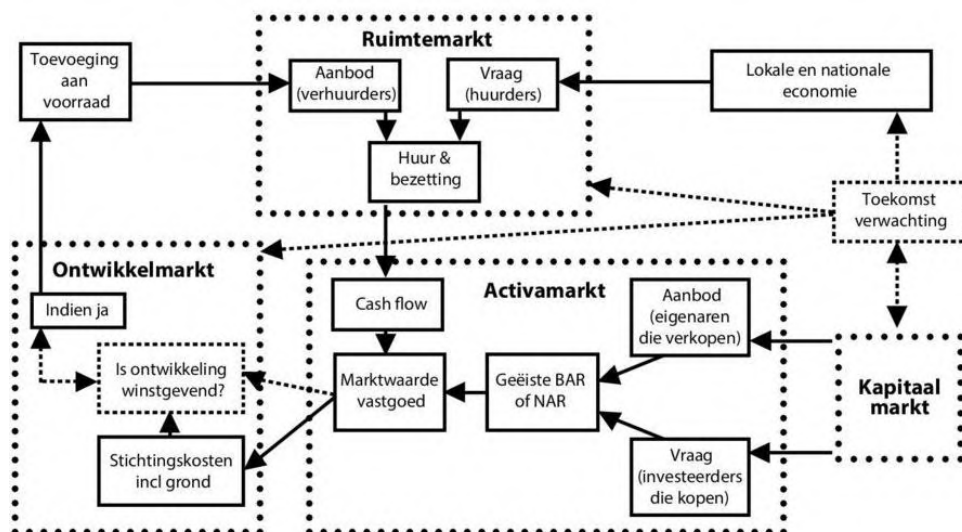 Ruimtemarkt
Toevoeging
aan
voorraad
Aanbod
(verhuurders)
Vraag
(huurders)
Lokale en nationale
economie
Huur &
bezetting
Toekomst
verwachting
Ontwikkelmarkt
Indien ja
Is ontwikkeling
winstgevend?
Stichtingskosten
incl grond
Activamarkt
Cash flow
Marktwaarde
vastgoed
Geëiste BAR
of NAR
Aanbod
(eigenaren
die verkopen)
Vraag
(investeerders
die kopen)
Kapitaal
markt